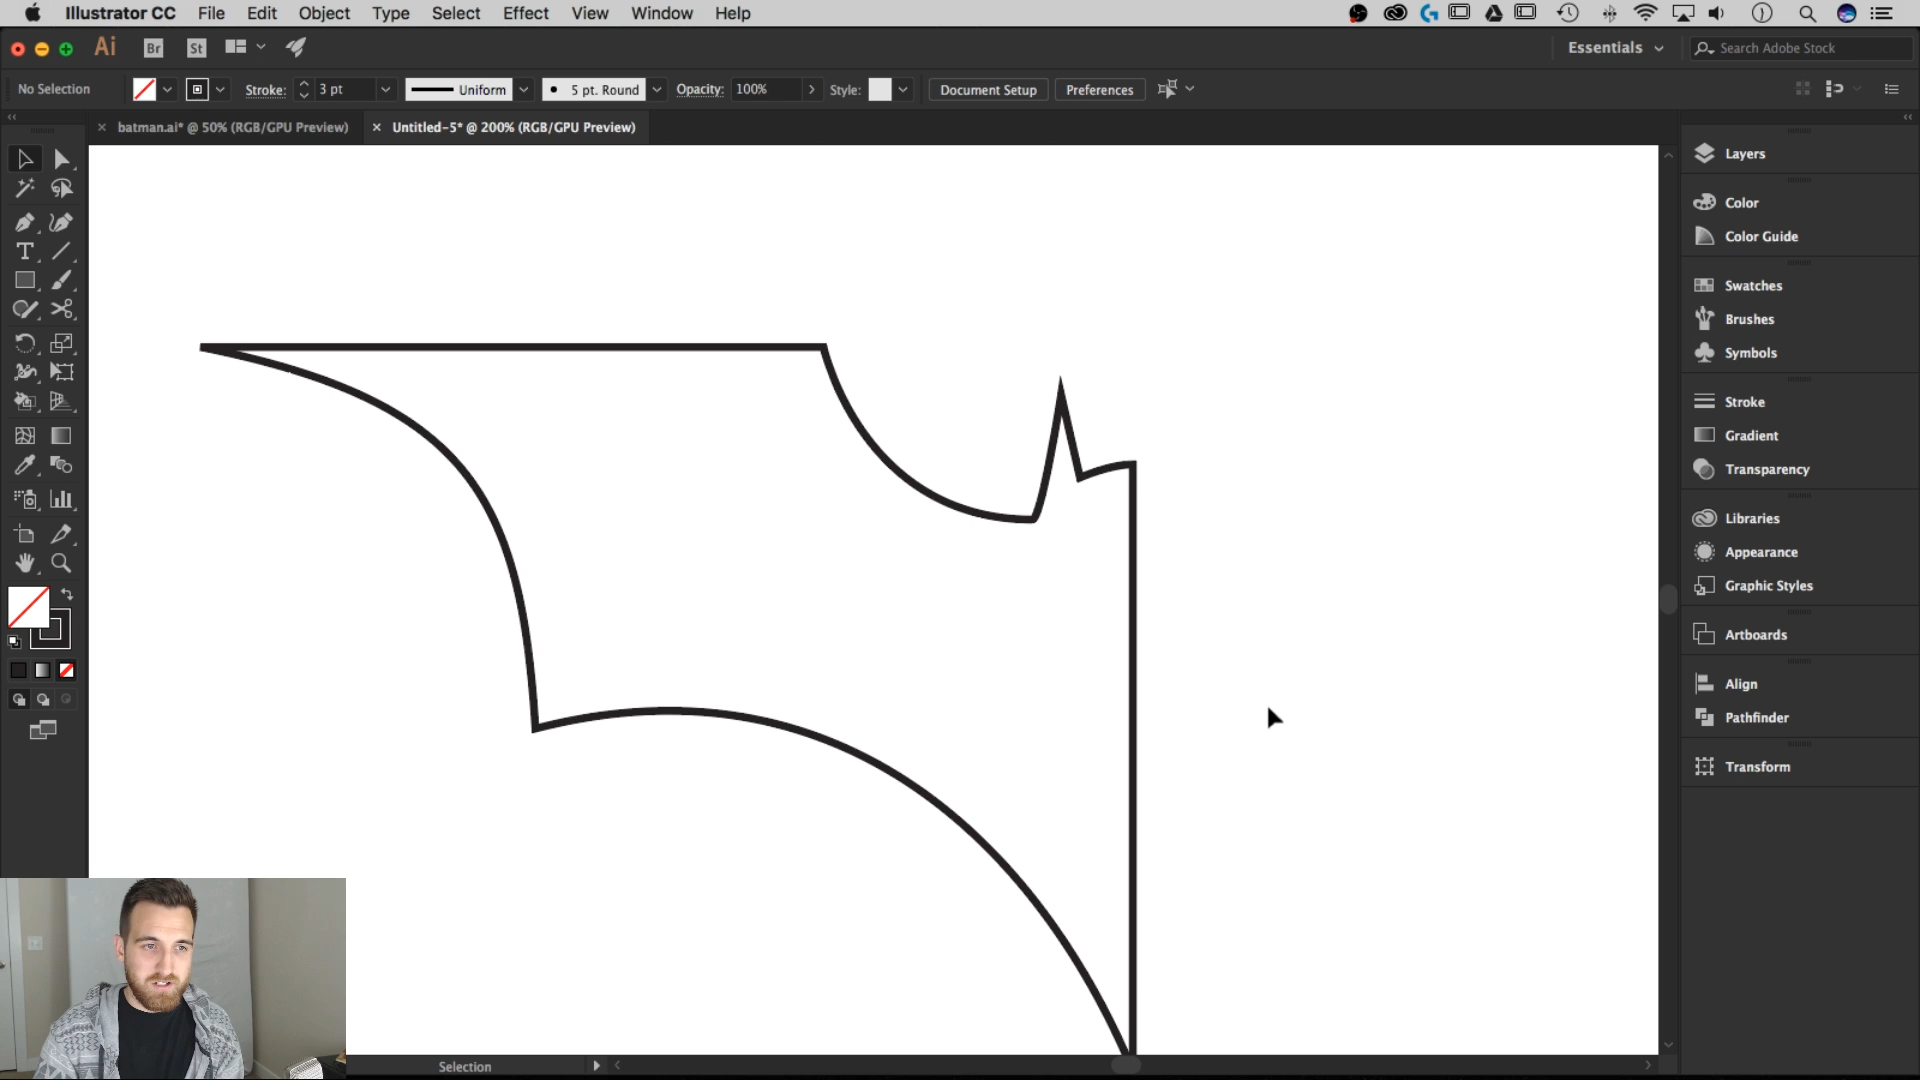 Illustrator CC File Edit Object Type Select Effect View Window Help
Ai Br St Essentials Search Adobe Stock
No Selection Stroke: 3 pt Uniform 5 pt. Round Opacity: 100% Style: Document Setup Preferences
batman.ai* @ 50% (RGB/GPU Preview) Untitled-5* @ 200% (RGB/GPU Preview)
Layers
Color
Color Guide
Swatches
Brushes
Symbols
Stroke
Gradient
Transparency
Libraries
Appearance
Graphic Styles
Artboards
Align
Pathfinder
Transform
Selection